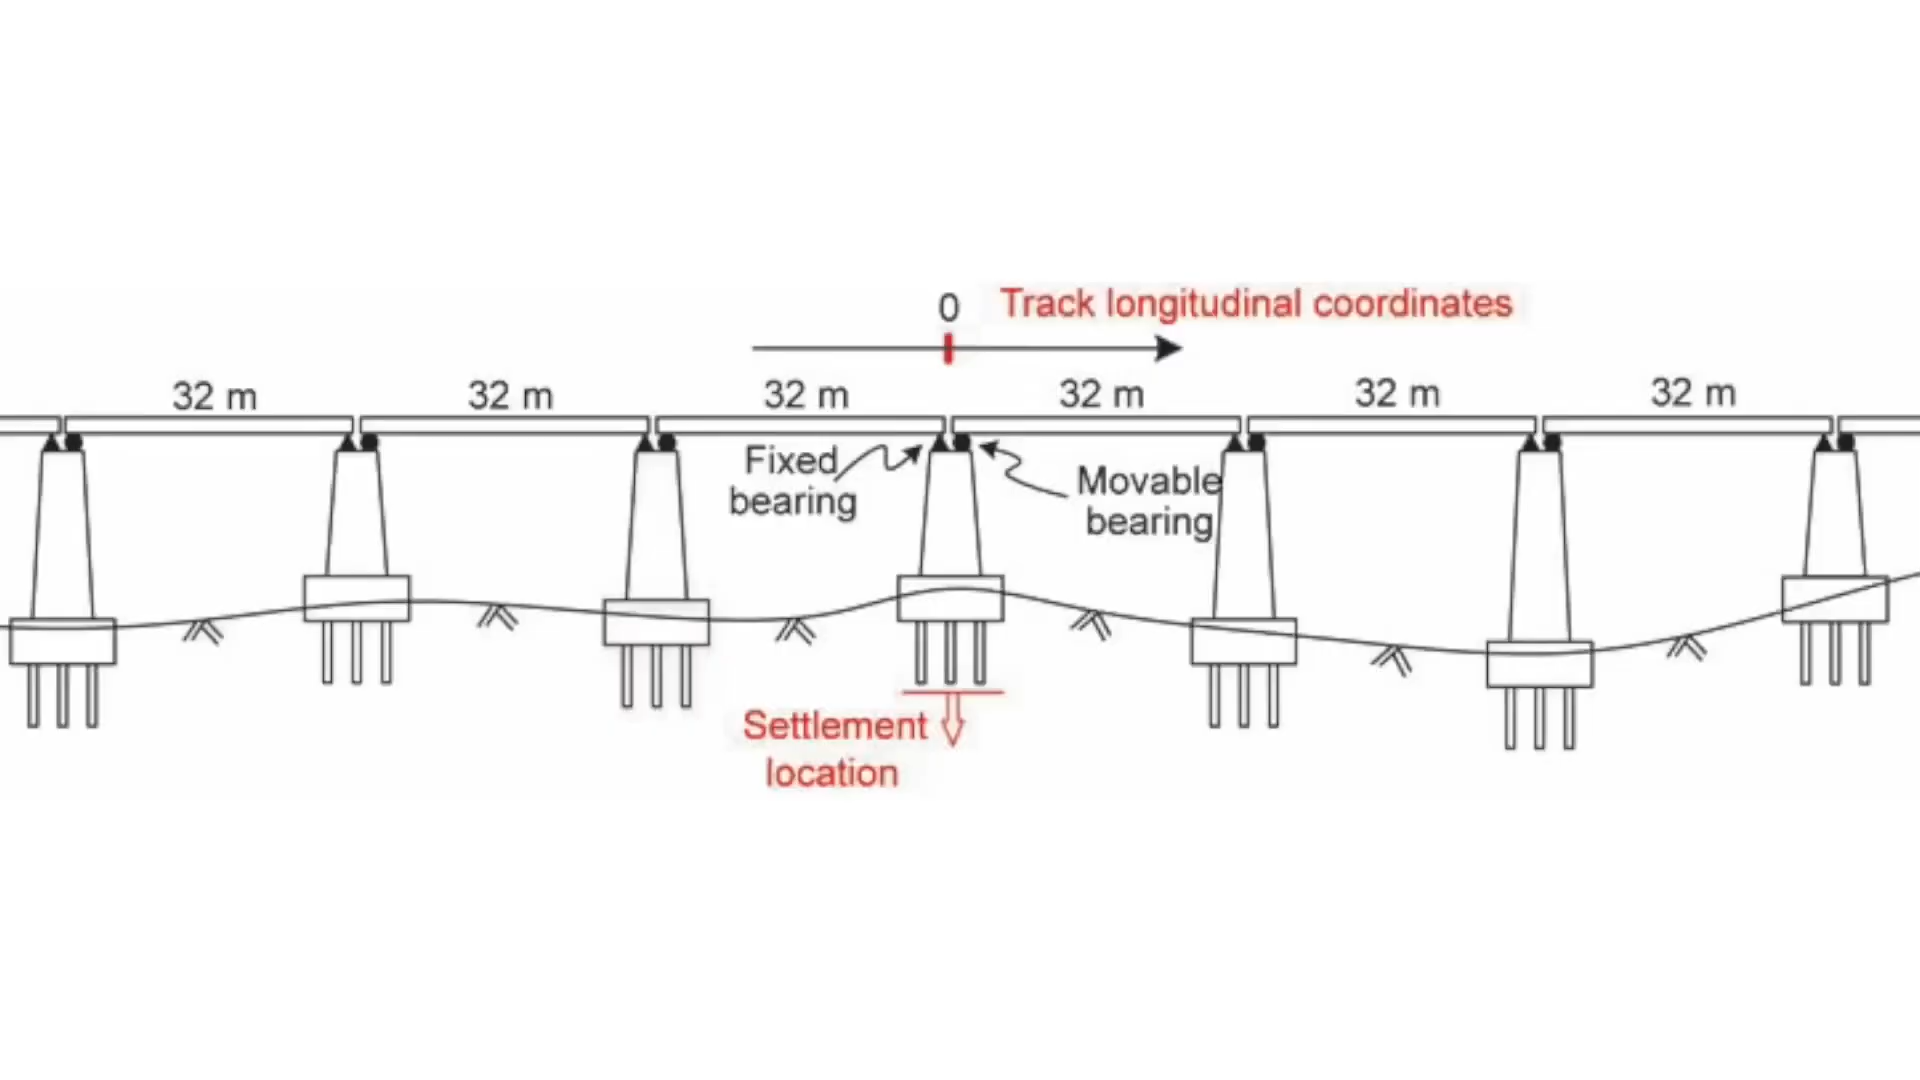 0
Track longitudinal coordinates
32 m
32 m
32 m
32 m
32 m
32 m
Fixed
bearing
Movable
bearing
Settlement
location